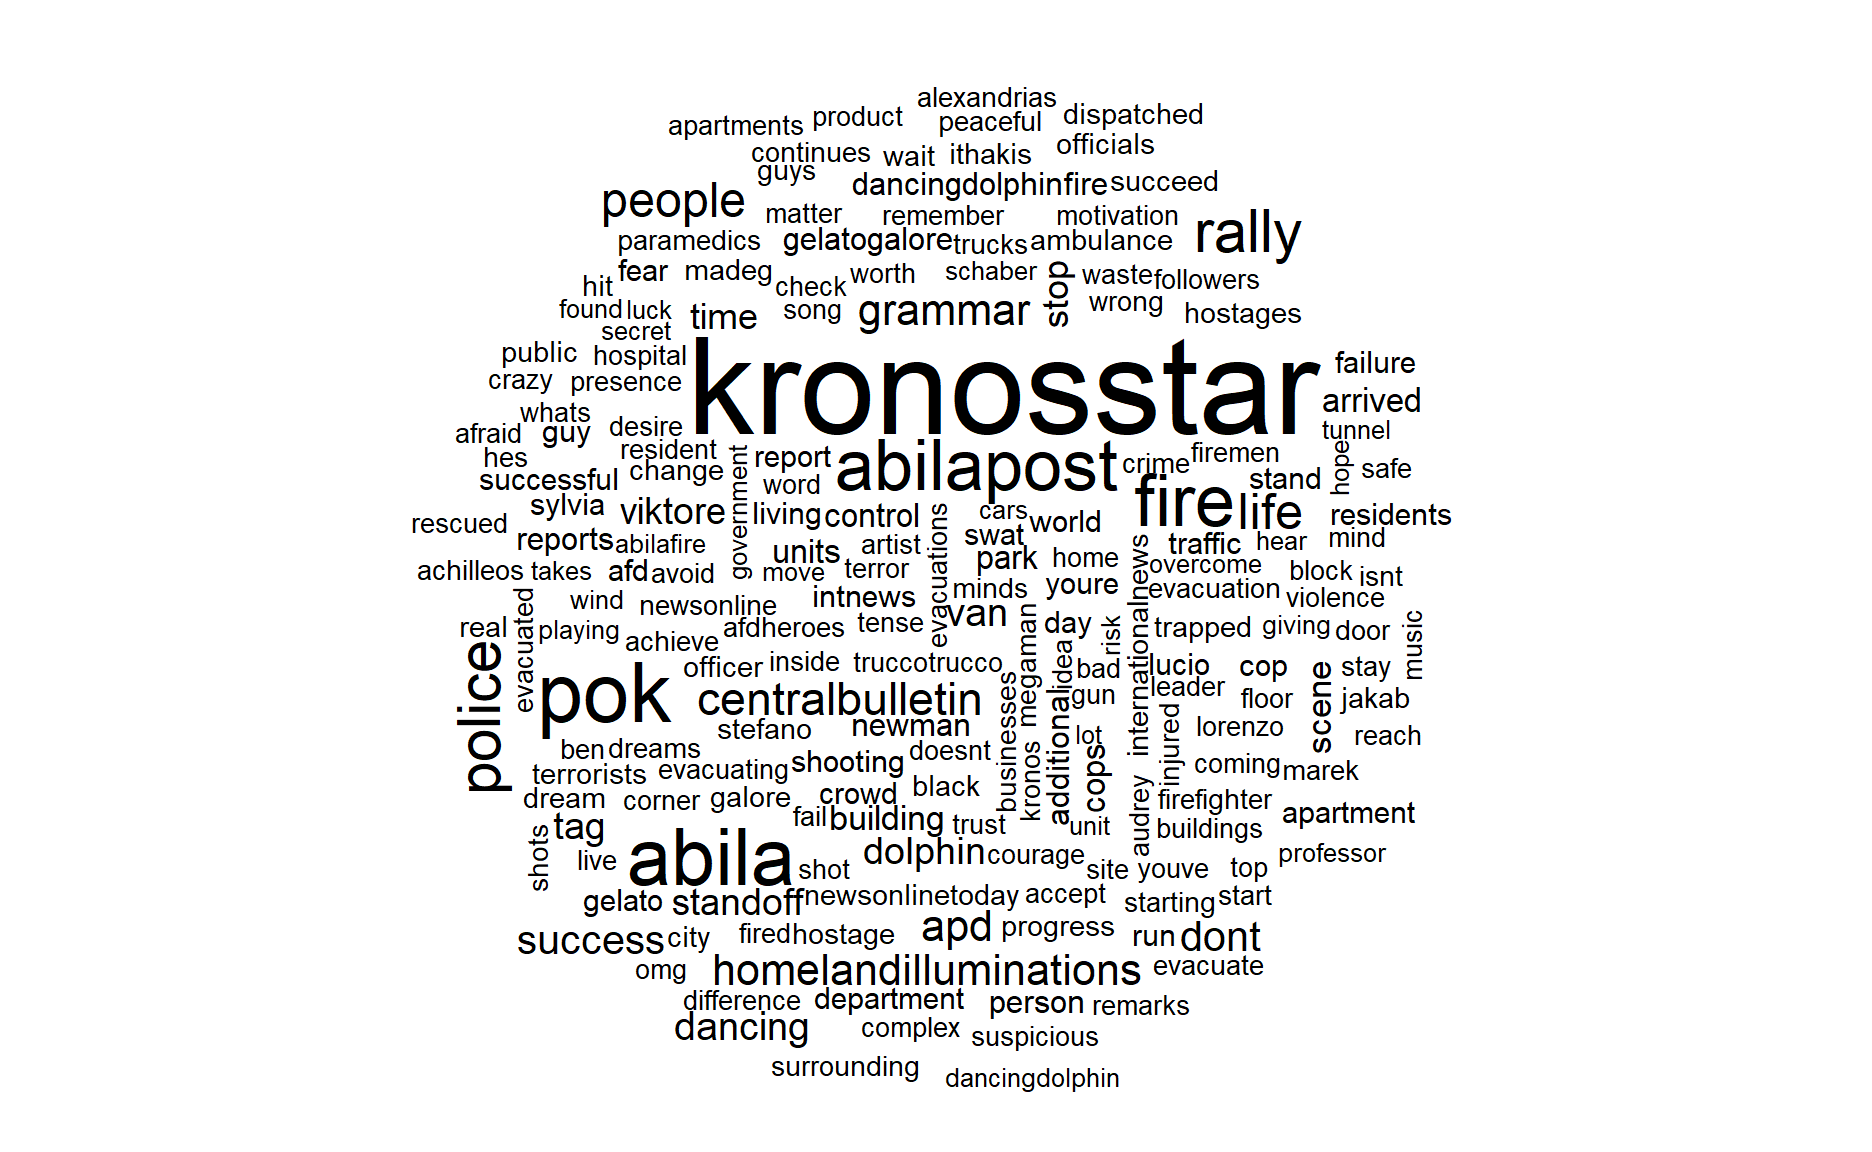 alexandrias
apartments product peaceful dispatched
continues wait ithakis officials
guys
people dancingdolphinfire succeed
matter remember motivation rally
paramedics gelatogalore trucks ambulance
fear madeg worth schaber stop waste followers
hit check
found luck time song grammar wrong hostages
secret
public hospital kronosstar failure
crazy presence arrived
whats
afraid guy desire tunnel
hes resident government report abilapost crime firemen hope safe
successful change word fire stand
sylvia viktore living control evacuations cars world life residents
rescued swat
reports abilafire units artist park home internationalnews traffic hear mind
achilleos takes afd avoid move terror minds youre overcome block isnt
evacuation
evacuated wind newsonline intnews van violence
real playing achieve afdheroes tense megaman day risk trapped giving door music
police officer inside truccotrucco idea bad lucio cop scene stay
pok centralbulletin businesses additional gun leader floor jakab
stefano newman injured lorenzo reach
ben dreams doesnt kronos lot
terrorists evacuating shooting cops audrey coming marek
dream corner galore crowd black firefighter apartment
shots tag fail building trust unit buildings
live abila shot dolphin courage site youve top professor
gelato standoff newsonlinetoday accept starting start
success city fired hostage apd progress run dont
omg homelandilluminations evacuate
difference department person remarks
dancing complex suspicious
surrounding dancingdolphin